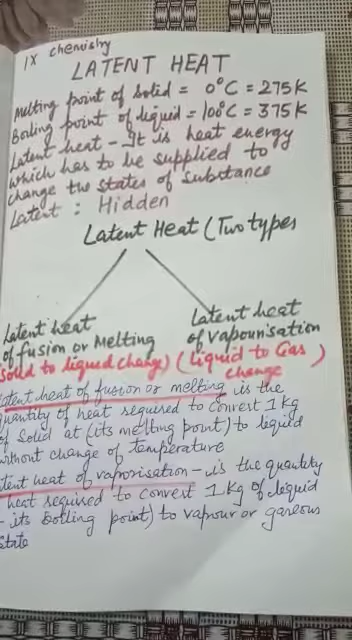 IX chemistry
LATENT HEAT
Melting point of Solid = 0°C = 275K
Boiling point of liquid = 100°C = 375K
Latent heat - It is heat energy
which has to be supplied to
change the states of Substance
Latent : Hidden
Latent Heat (Two types
Latent heat
of fusion or Melting
(Solid to liquid change)
Latent heat
of vapourisation
(Liquid to Gas)
change
Latent heat of fusion or melting is the
quantity of heat required to convert 1 Kg
of Solid at (its melting point) to liquid
without change of temperature
tent heat of vaporisation - is the quantity
heat required to convert 1 Kg of liquid
- its boiling point) to vapour or gaseous
State